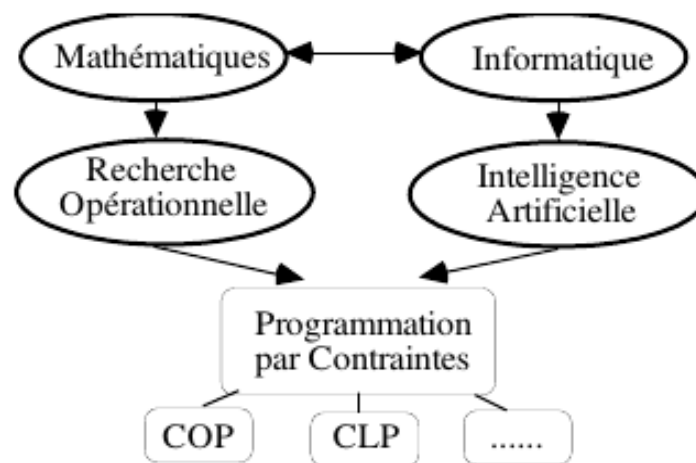 Mathématiques
Informatique
Recherche
Opérationnelle
Intelligence
Artificielle
Programmation
par Contraintes
COP
CLP
......